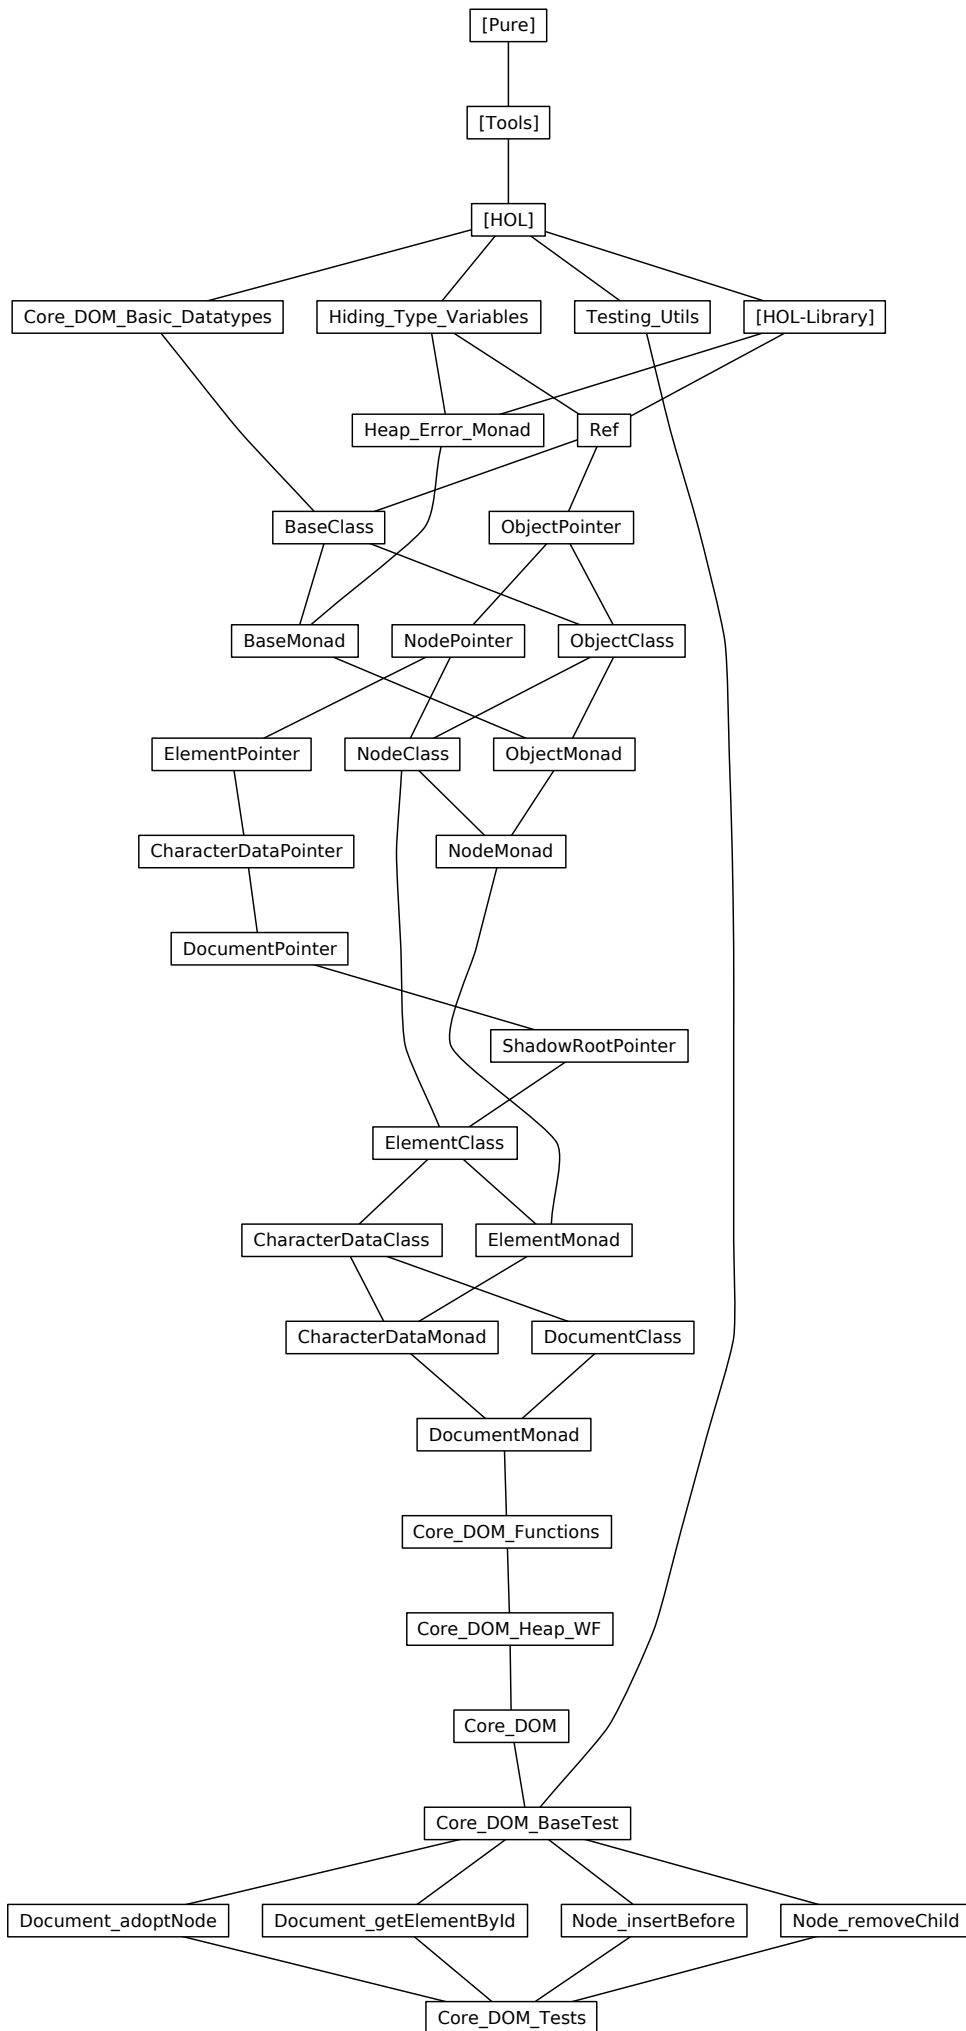 [Pure]
[Tools]
[HOL]
Core_DOM_Basic_Datatypes
Hiding_Type_Variables
Testing_Utils
[HOL-Library]
Heap_Error_Monad
Ref
BaseClass
ObjectPointer
BaseMonad
NodePointer
ObjectClass
ElementPointer
NodeClass
ObjectMonad
CharacterDataPointer
NodeMonad
DocumentPointer
ShadowRootPointer
ElementClass
CharacterDataClass
ElementMonad
CharacterDataMonad
DocumentClass
DocumentMonad
Core_DOM_Functions
Core_DOM_Heap_WF
Core_DOM
Core_DOM_BaseTest
Document_adoptNode
Document_getElementById
Node_insertBefore
Node_removeChild
Core_DOM_Tests